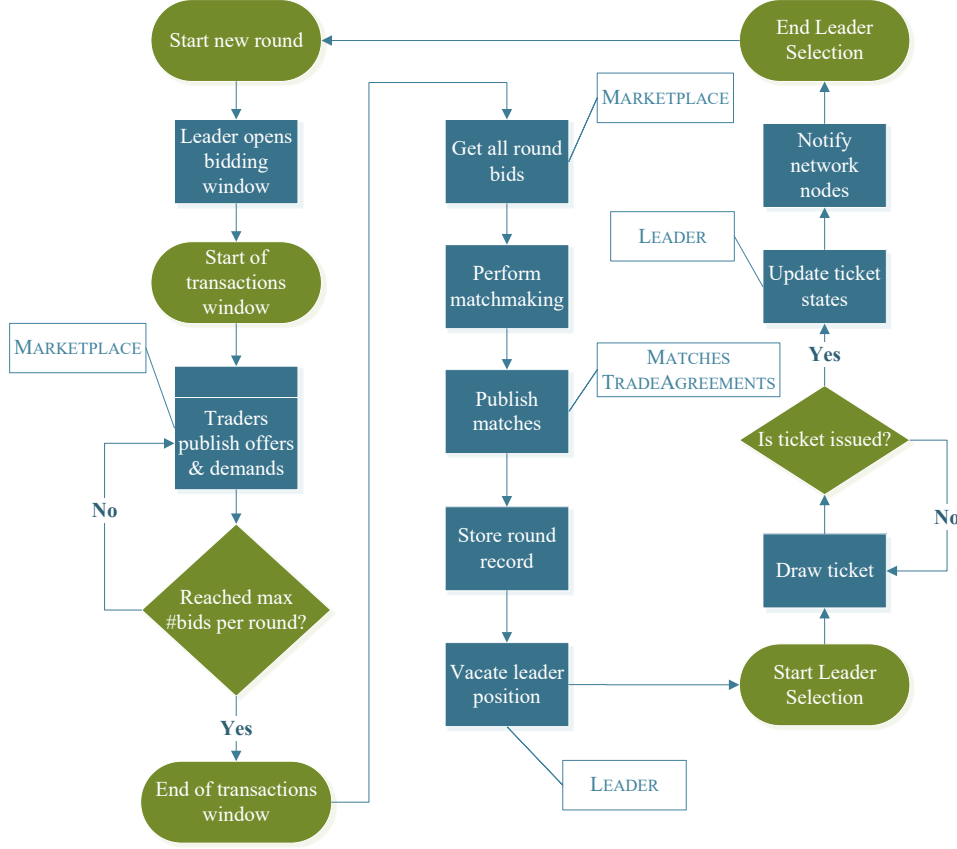 Start new round
Leader opens
bidding
window
Start of
transactions
window
MARKETPLACE
Traders
publish offers
& demands
No
Reached max
#bids per round?
Yes
End of transactions
window
MARKETPLACE
Get all round
bids
Perform
matchmaking
MATCHES
TRADEAGREEMENTS
Publish
matches
Store round
record
Vacate leader
position
LEADER
End Leader
Selection
Notify
network
nodes
LEADER
Update ticket
states
Yes
Is ticket issued?
No
Draw ticket
Start Leader
Selection